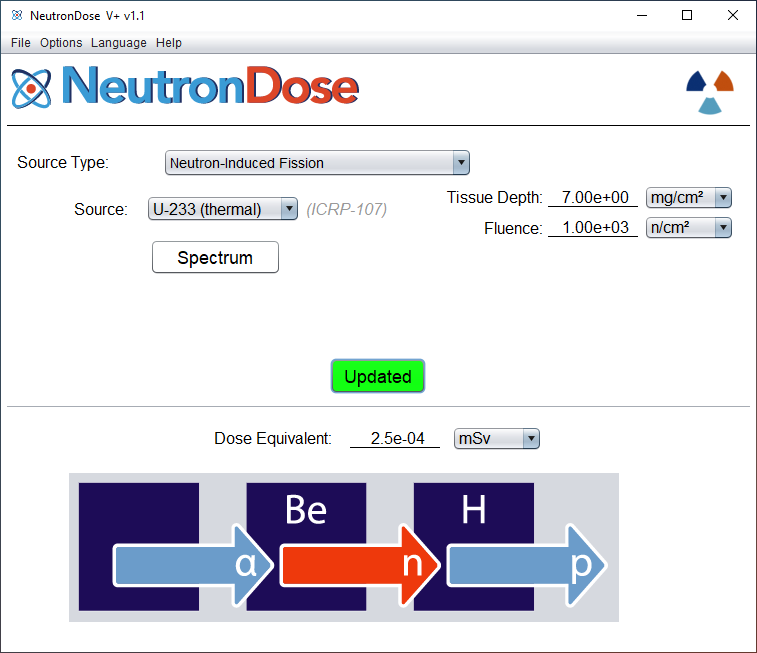 NeutronDose V+ v1.1
File Options Language Help
NeutronDose
Source Type: Neutron-Induced Fission
Source: U-233 (thermal) (ICRP-107)
Tissue Depth: 7.00e+00 mg/cm²
Fluence: 1.00e+03 n/cm²
Spectrum
Updated
Dose Equivalent: 2.5e-04 mSv
Be H
α n p